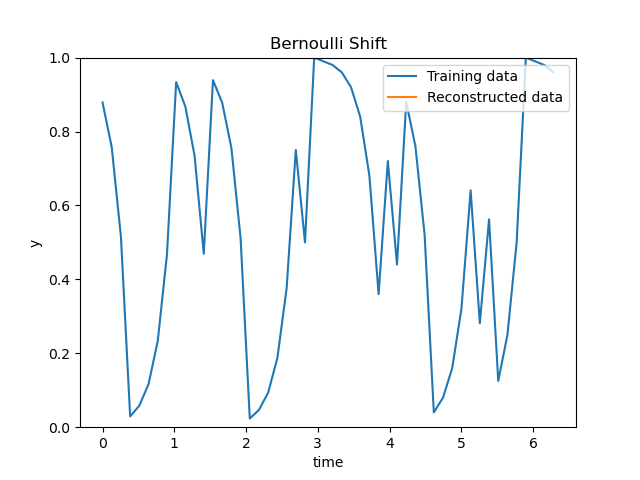 Bernoulli Shift
Training data
Reconstructed data
y
1.0
0.8
0.6
0.4
0.2
0.0
0 1 2 3 4 5 6
time